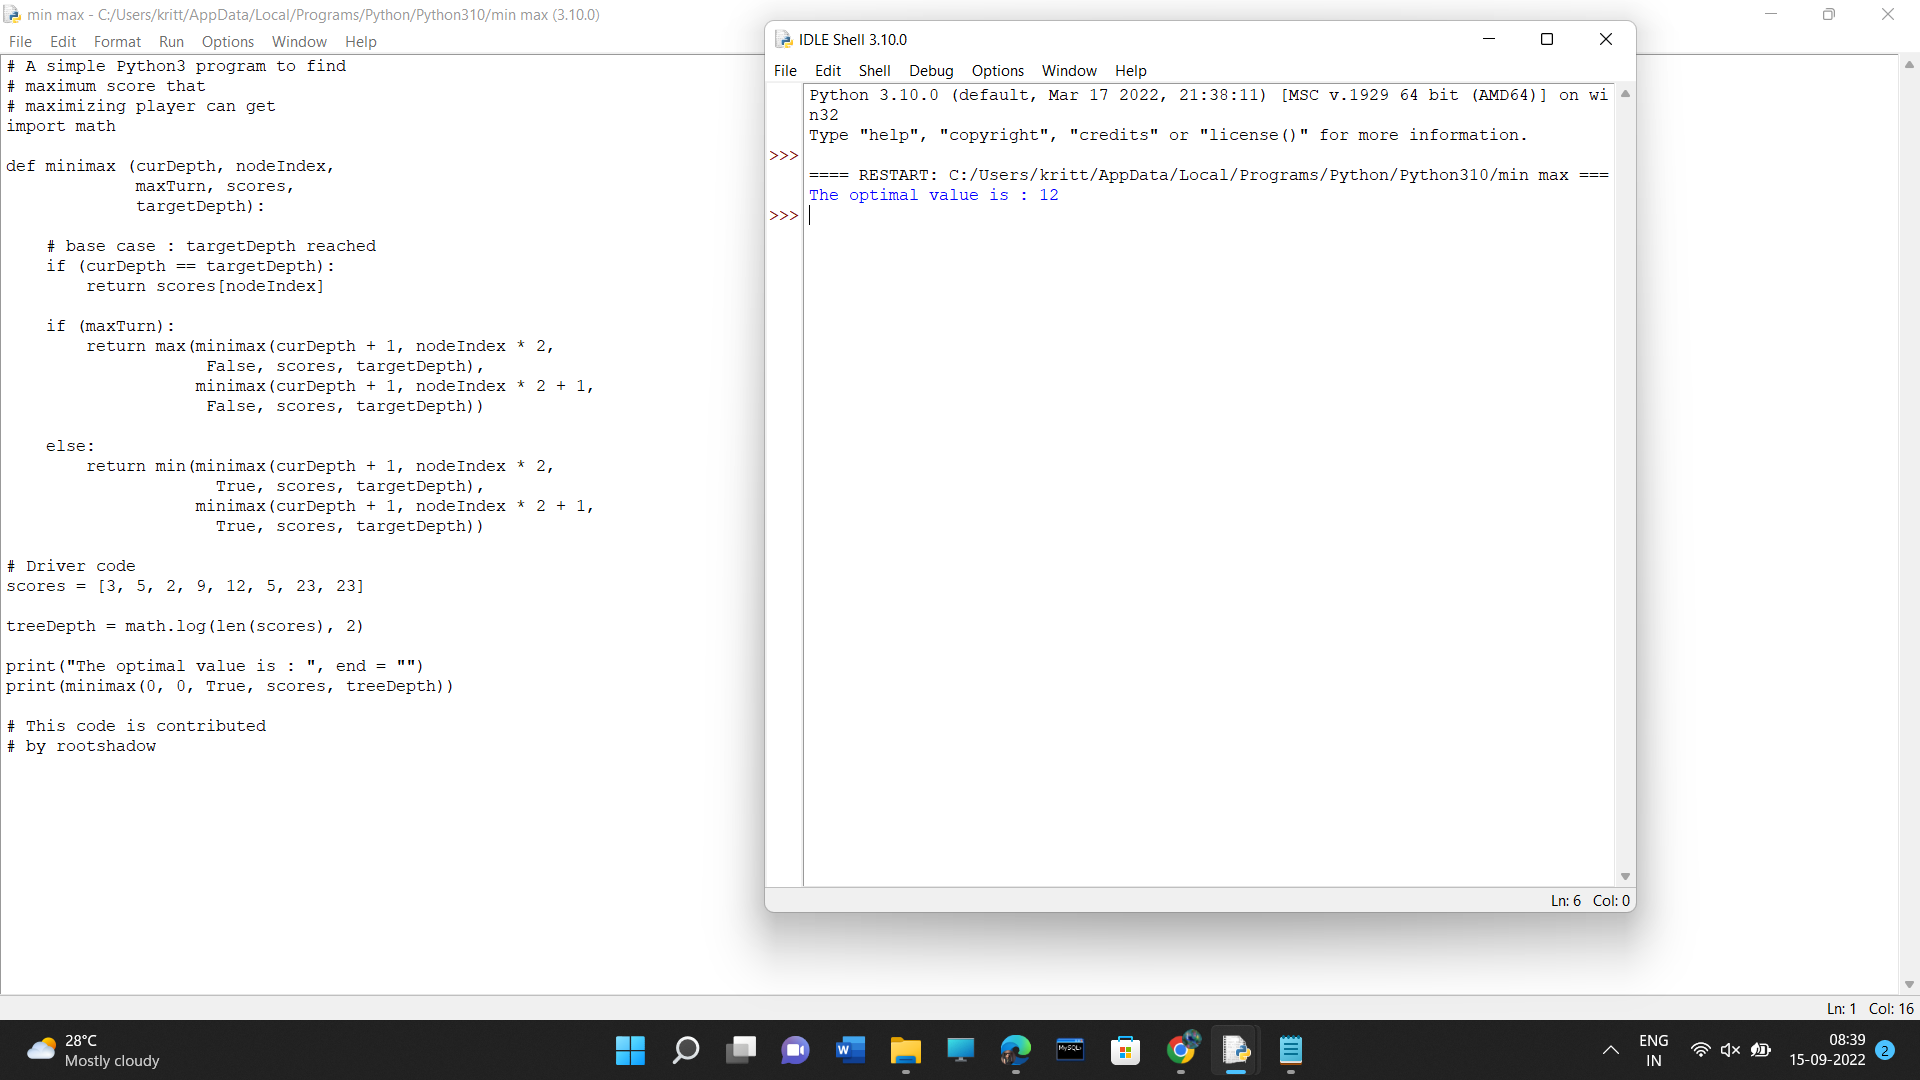 min max - C:/Users/kritt/AppData/Local/Programs/Python/Python310/min max (3.10.0)
File Edit Format Run Options Window Help
# A simple Python3 program to find
# maximum score that
# maximizing player can get
import math
def minimax (curDepth, nodeIndex,
maxTurn, scores,
targetDepth):
# base case : targetDepth reached
if (curDepth == targetDepth):
return scores[nodeIndex]
if (maxTurn):
return max(minimax(curDepth + 1, nodeIndex * 2,
False, scores, targetDepth),
minimax(curDepth + 1, nodeIndex * 2 + 1,
False, scores, targetDepth))
else:
return min(minimax(curDepth + 1, nodeIndex * 2,
True, scores, targetDepth),
minimax(curDepth + 1, nodeIndex * 2 + 1,
True, scores, targetDepth))
# Driver code
scores = [3, 5, 2, 9, 12, 5, 23, 23]
treeDepth = math.log(len(scores), 2)
print("The optimal value is : ", end = "")
print(minimax(0, 0, True, scores, treeDepth))
# This code is contributed
# by rootshadow
IDLE Shell 3.10.0
File Edit Shell Debug Options Window Help
Python 3.10.0 (default, Mar 17 2022, 21:38:11) [MSC v.1929 64 bit (AMD64)] on wi
n32
Type "help", "copyright", "credits" or "license()" for more information.
>>>
==== RESTART: C:/Users/kritt/AppData/Local/Programs/Python/Python310/min max ===
The optimal value is : 12
>>>
Ln: 6 Col: 0
Ln: 1 Col: 16
28°C
Mostly cloudy
W
MySQL
ENG
IN
08:39
15-09-2022
2